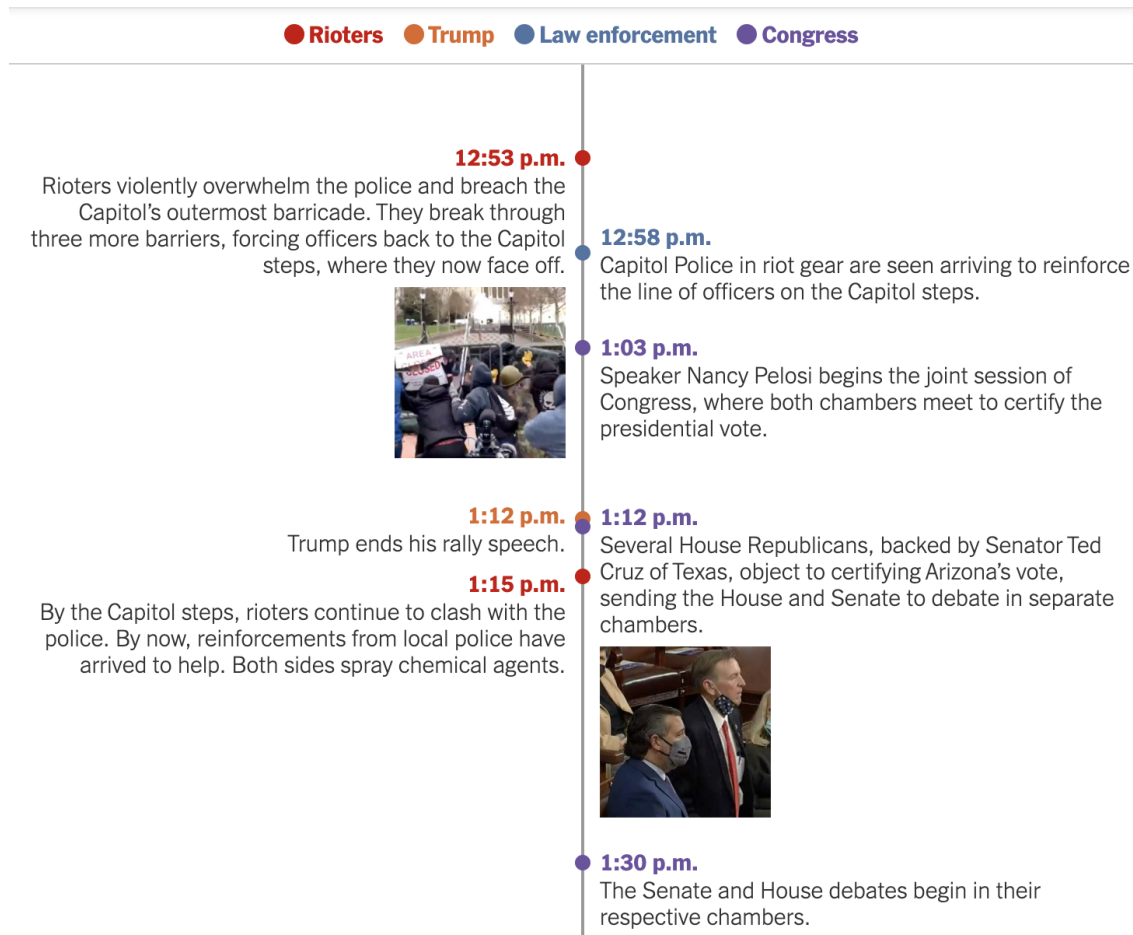 Rioters Trump Law enforcement Congress
12:53 p.m.
Rioters violently overwhelm the police and breach the
Capitol’s outermost barricade. They break through
three more barriers, forcing officers back to the Capitol
steps, where they now face off.
AREA
CLOSED
12:58 p.m.
Capitol Police in riot gear are seen arriving to reinforce
the line of officers on the Capitol steps.
1:03 p.m.
Speaker Nancy Pelosi begins the joint session of
Congress, where both chambers meet to certify the
presidential vote.
1:12 p.m.
Trump ends his rally speech.
1:12 p.m.
Several House Republicans, backed by Senator Ted
Cruz of Texas, object to certifying Arizona’s vote,
sending the House and Senate to debate in separate
chambers.
1:15 p.m.
By the Capitol steps, rioters continue to clash with the
police. By now, reinforcements from local police have
arrived to help. Both sides spray chemical agents.
1:30 p.m.
The Senate and House debates begin in their
respective chambers.